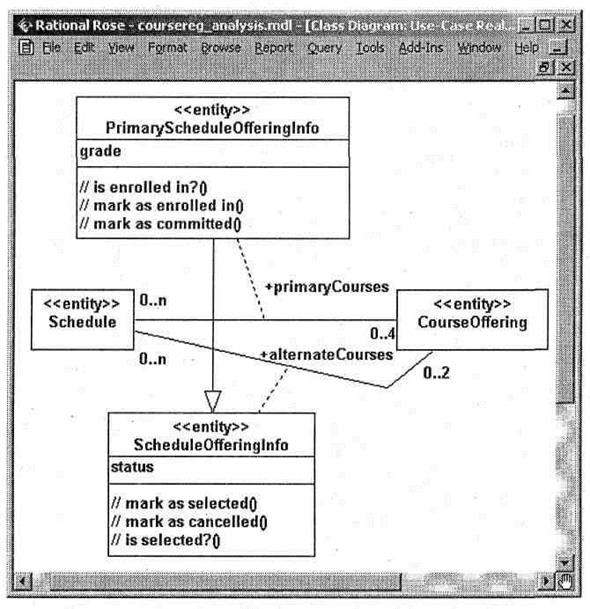 Rational Rose - coursereg_analysis.mdl - [Class Diagram: Use-Case Real...
File Edit View Format Browse Report Query Tools Add-Ins Window Help
<<entity>>
PrimaryScheduleOfferingInfo
grade
// is enrolled in?()
// mark as enrolled in()
// mark as committed()
+primaryCourses
<<entity>>
Schedule
0..n
0..n
<<entity>>
CourseOffering
0..4
+alternateCourses
0..2
<<entity>>
ScheduleOfferingInfo
status
// mark as selected()
// mark as cancelled()
// is selected?()